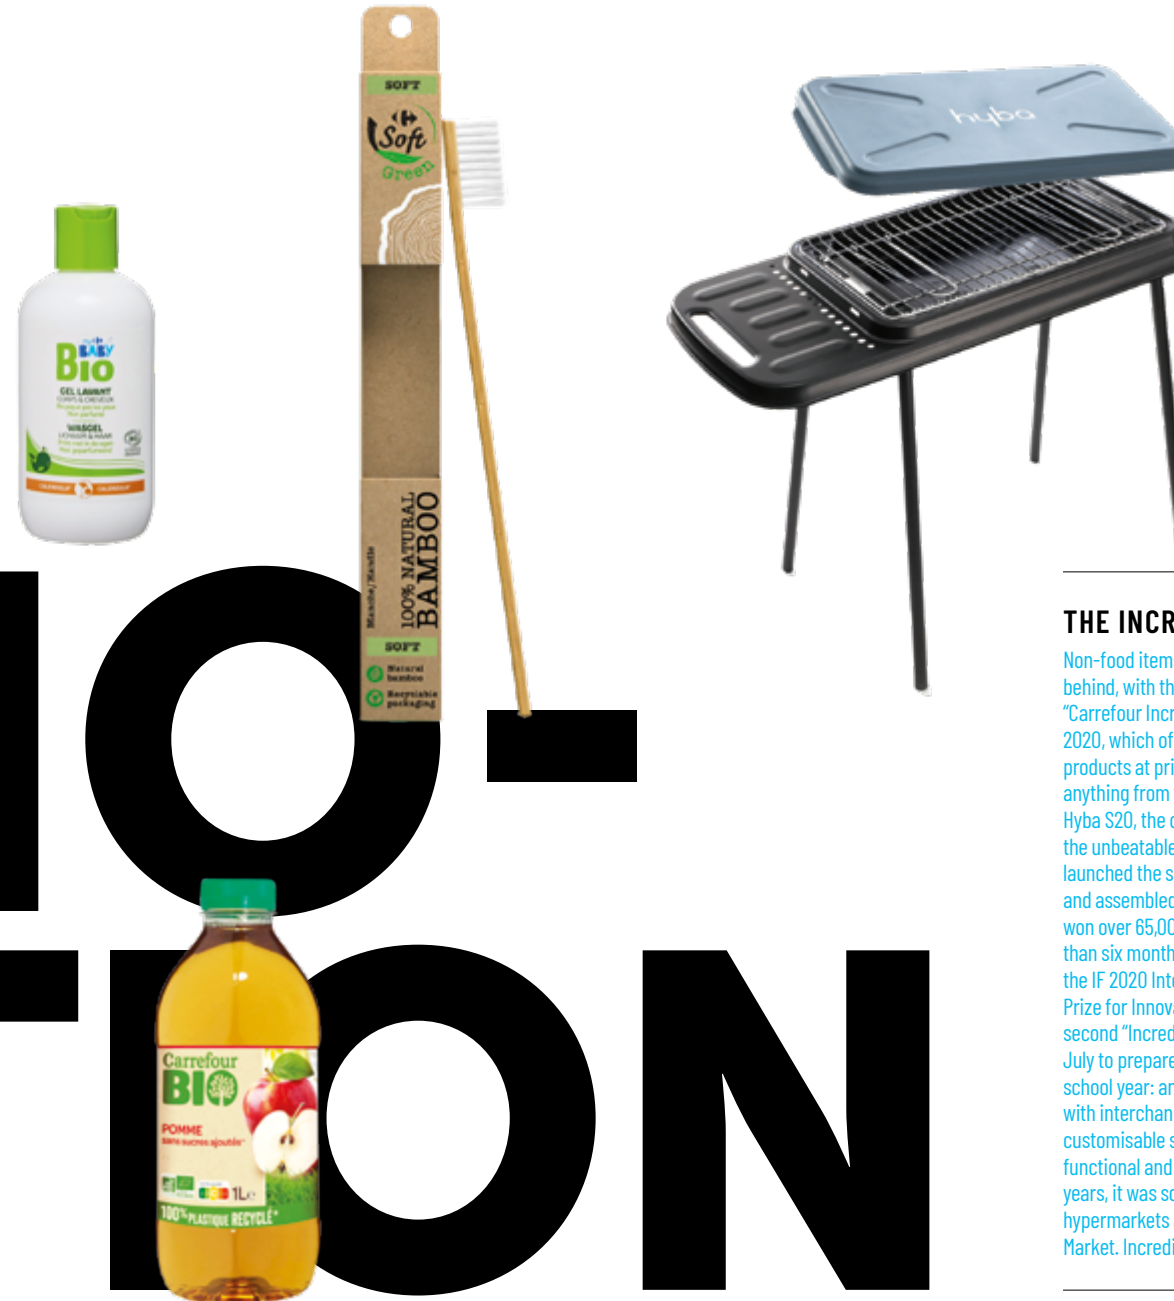 SOFT
Soft
Green
hyba
BABY
Bio
GEL LAVANT
CORPS & CHEVEUX
WASGEL
LICHAAM & HAAR
CALENDULA
CALENDULA
Manche/Handle
100% NATURAL
BAMBOO
SOFT
Natural
bamboo
Recyclable
packaging
IO-
TION
Carrefour
BIO
POMME
sans sucres ajoutés*
1L e
100% PLASTIQUE RECYCLÉ*
THE INCR
Non-food item
behind, with th
“Carrefour Incr
2020, which of
products at pri
anything from
Hyba S20, the
the unbeatable
launched the s
and assembled
won over 65,00
than six month
the IF 2020 Inte
Prize for Innova
second “Incred
July to prepare
school year: an
with interchan
customisable s
functional and
years, it was so
hypermarkets
Market. Incredi